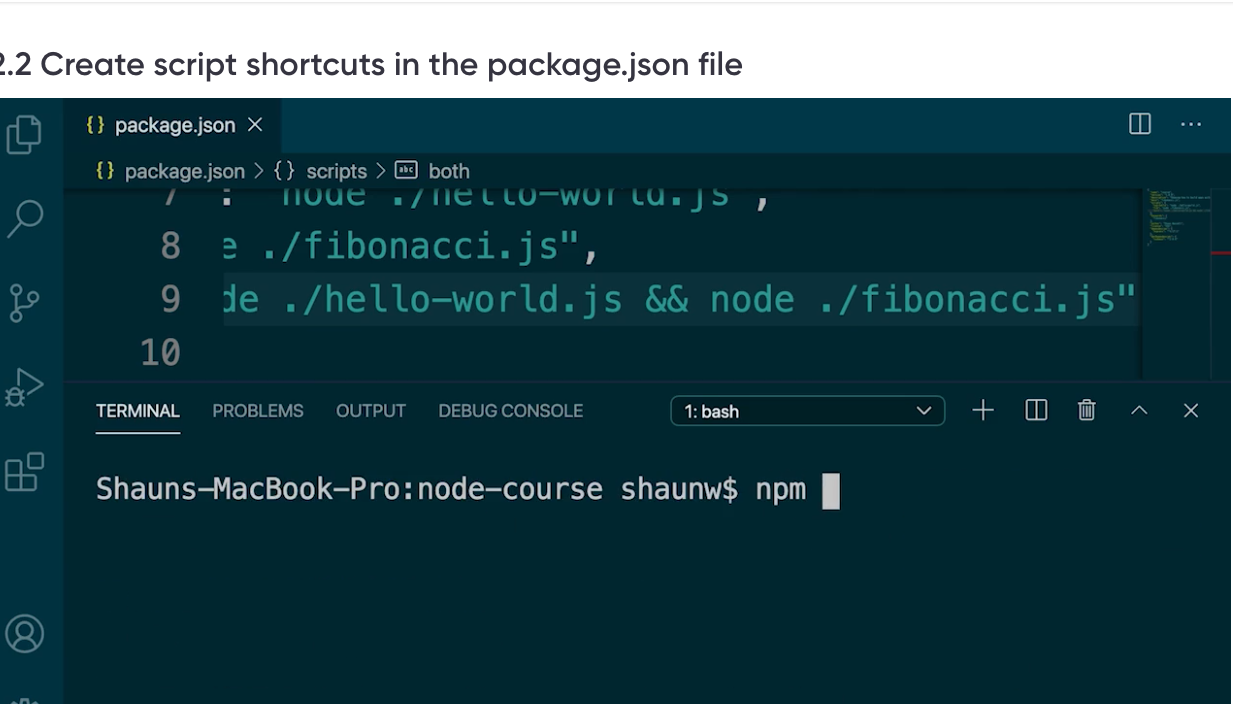 2.2 Create script shortcuts in the package.json file
{} package.json
{} package.json > {} scripts > abc both
7 : "node ./hello-world.js",
8 e ./fibonacci.js",
9 de ./hello-world.js && node ./fibonacci.js"
10
TERMINAL PROBLEMS OUTPUT DEBUG CONSOLE 1: bash
Shauns-MacBook-Pro:node-course shaunw$ npm